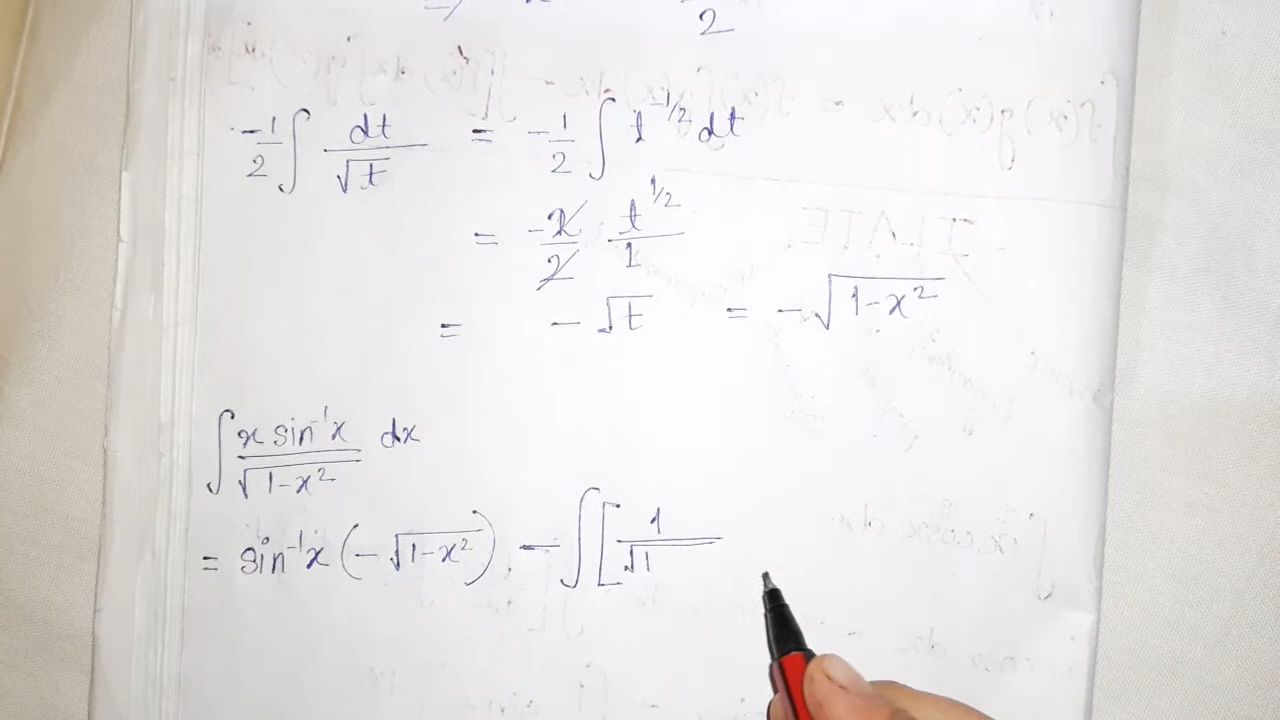 2
-1/2 ∫ dt/√t = -1/2 ∫ t^(-1/2) dt
= -2/2 t^(1/2)/1
= -√t = -√(1-x²)
∫ x sin⁻¹x/√(1-x²) dx
= sin⁻¹x (-√(1-x²)) - ∫ [ 1/√1